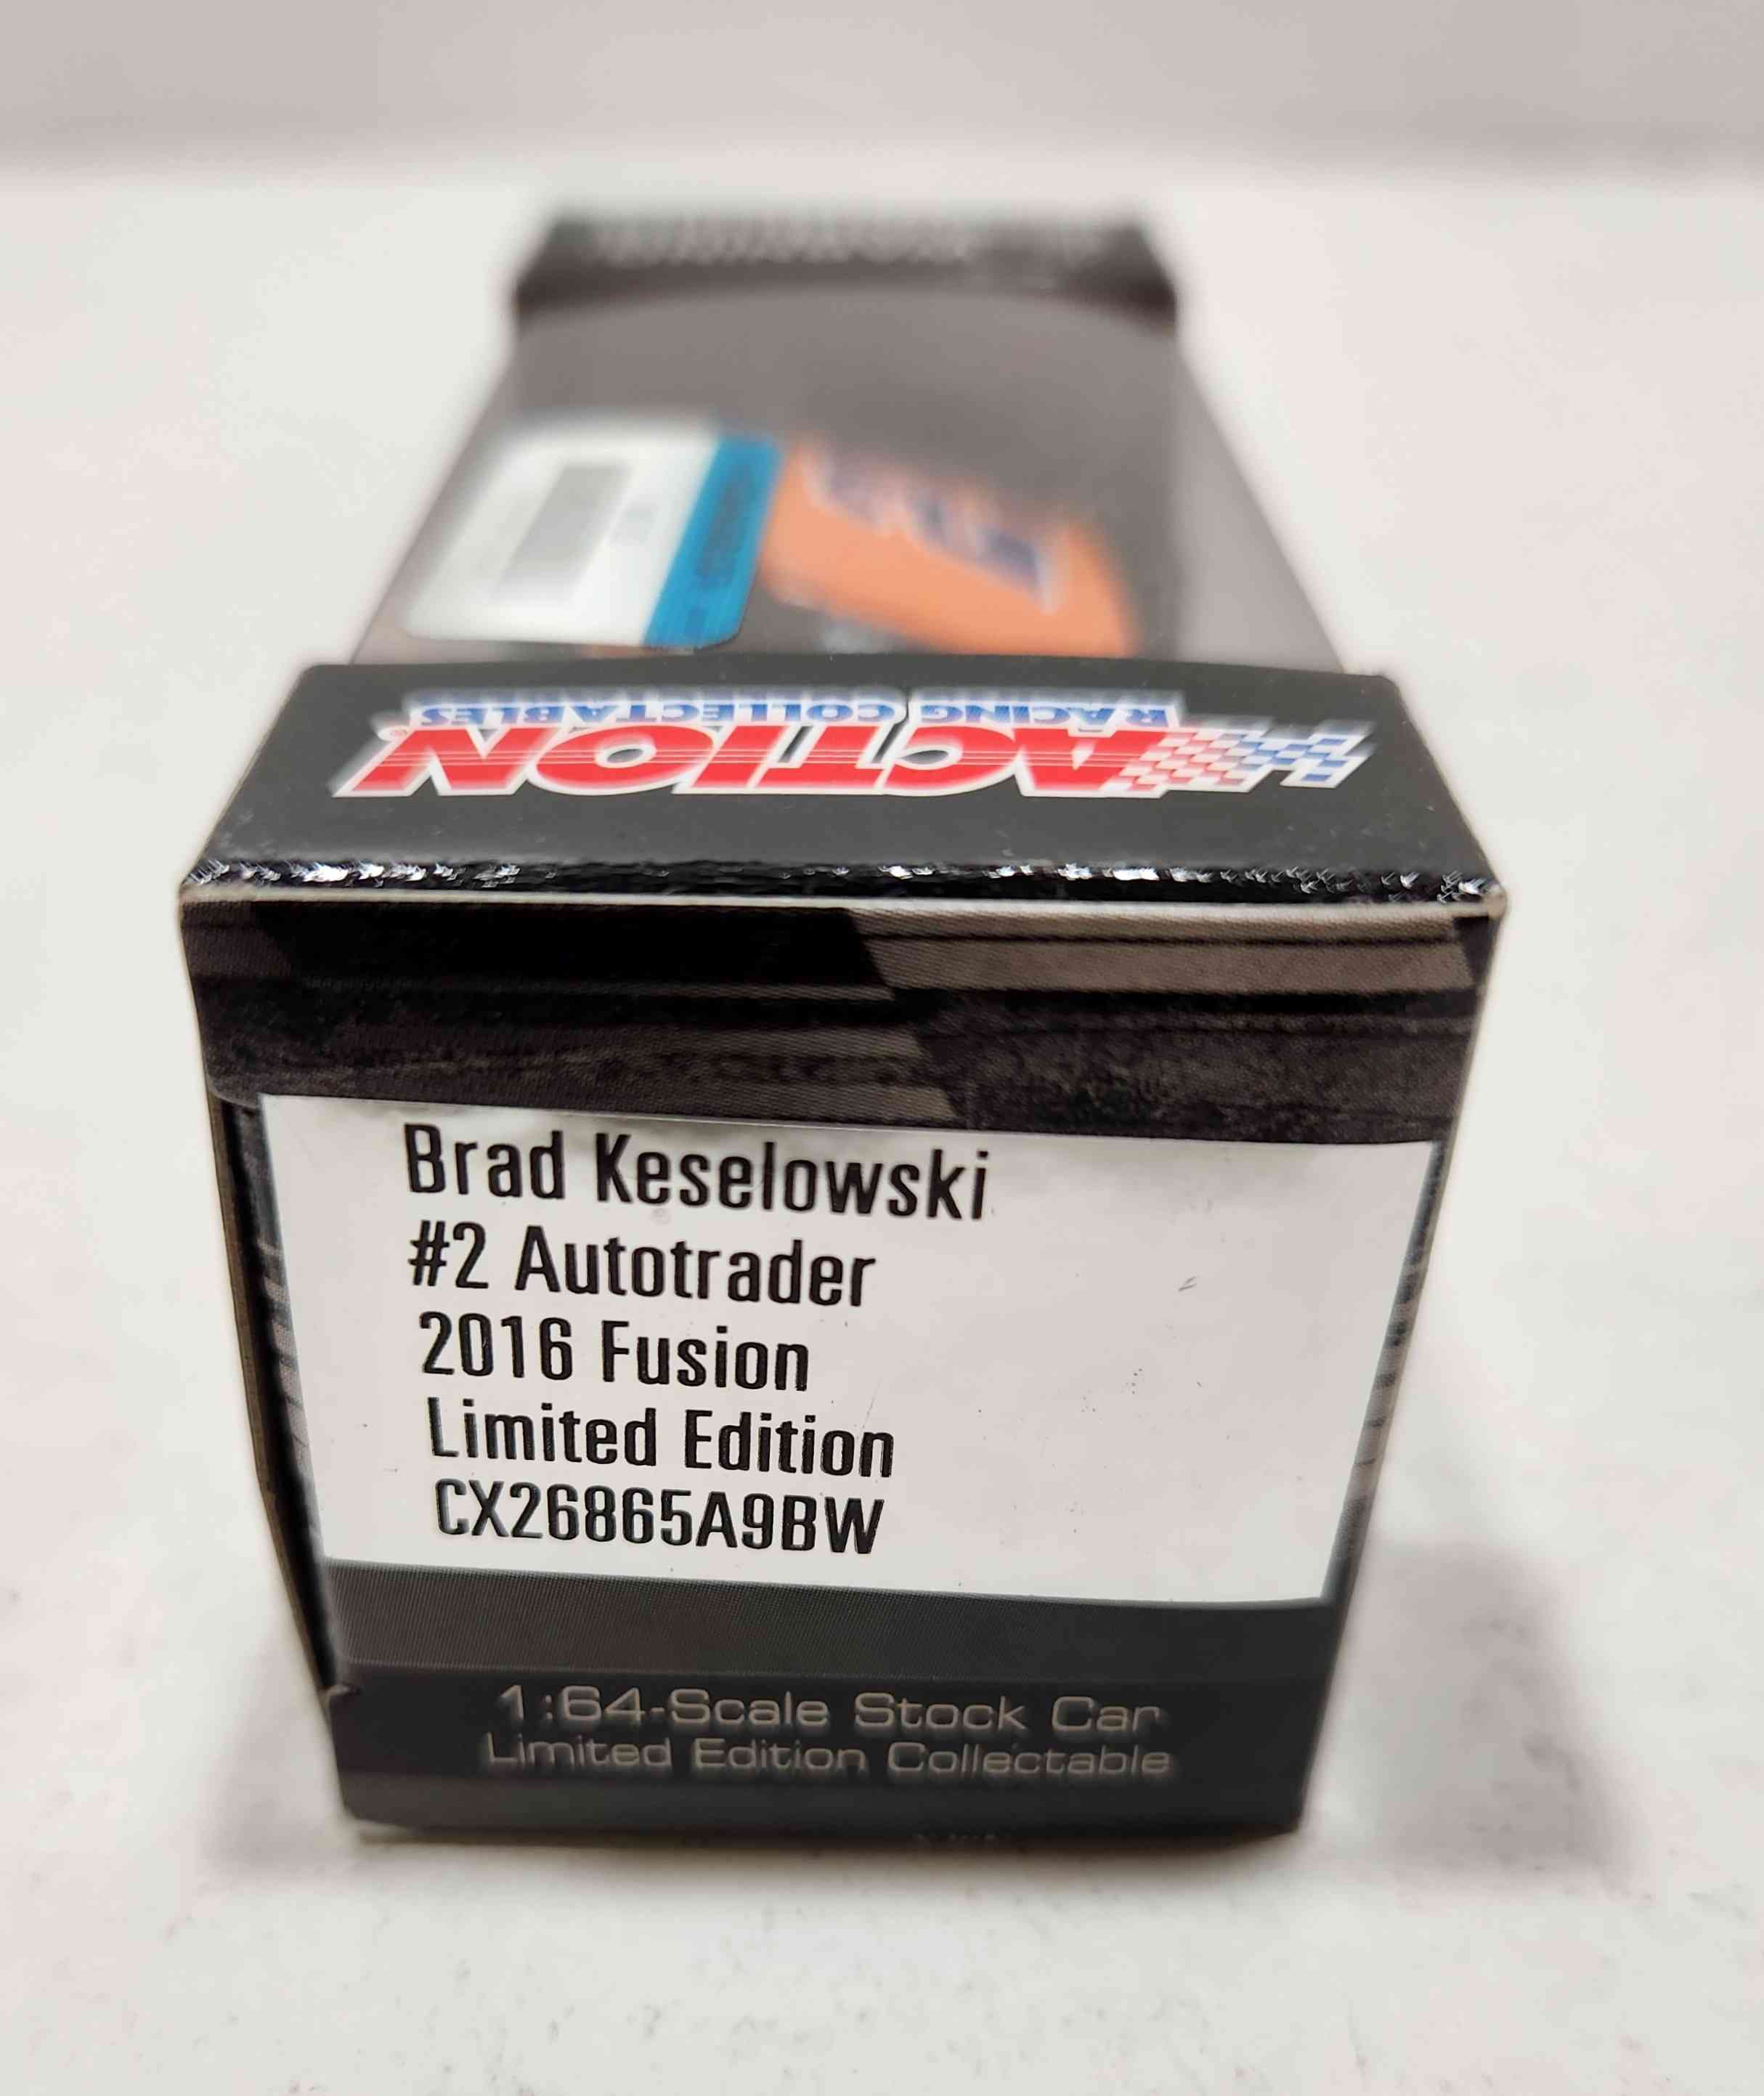 ACTION
RACING COLLECTABLES
Brad Keselowski
#2 Autotrader
2016 Fusion
Limited Edition
CX26865A9BW
1:64-Scale Stock Car
Limited Edition Collectable